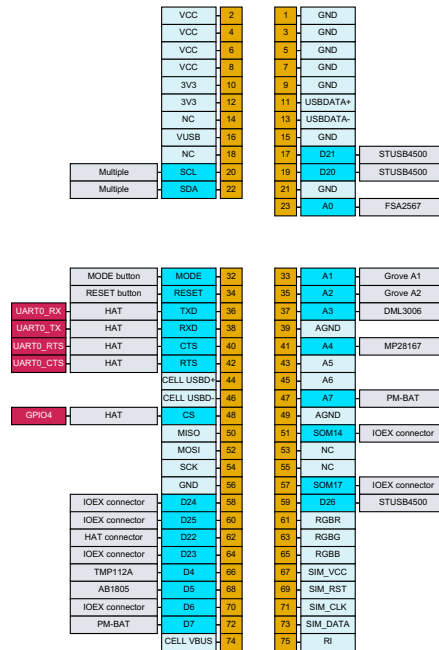 VCC 2 1 GND
VCC 4 3 GND
VCC 6 5 GND
VCC 8 7 GND
3V3 10 9 GND
3V3 12 11 USBDATA+
NC 14 13 USBDATA-
VUSB 16 15 GND
NC 18 17 D21 STUSB4500
Multiple SCL 20 19 D20 STUSB4500
Multiple SDA 22 21 GND
23 A0 FSA2567
MODE button MODE 32 33 A1 Grove A1
RESET button RESET 34 35 A2 Grove A2
UART0_RX HAT TXD 36 37 A3 DML3006
UART0_TX HAT RXD 38 39 AGND
UART0_RTS HAT CTS 40 41 A4 MP28167
UART0_CTS HAT RTS 42 43 A5
CELL USBD+ 44 45 A6
CELL USBD- 46 47 A7 PM-BAT
GPIO4 HAT CS 48 49 AGND
MISO 50 51 SOM14 IOEX connector
MOSI 52 53 NC
SCK 54 55 NC
GND 56 57 SOM17 IOEX connector
IOEX connector D24 58 59 D26 STUSB4500
IOEX connector D25 60 61 RGBR
HAT connector D22 62 63 RGBG
IOEX connector D23 64 65 RGBB
TMP112A D4 66 67 SIM_VCC
AB1805 D5 68 69 SIM_RST
IOEX connector D6 70 71 SIM_CLK
PM-BAT D7 72 73 SIM_DATA
CELL VBUS 74 75 RI